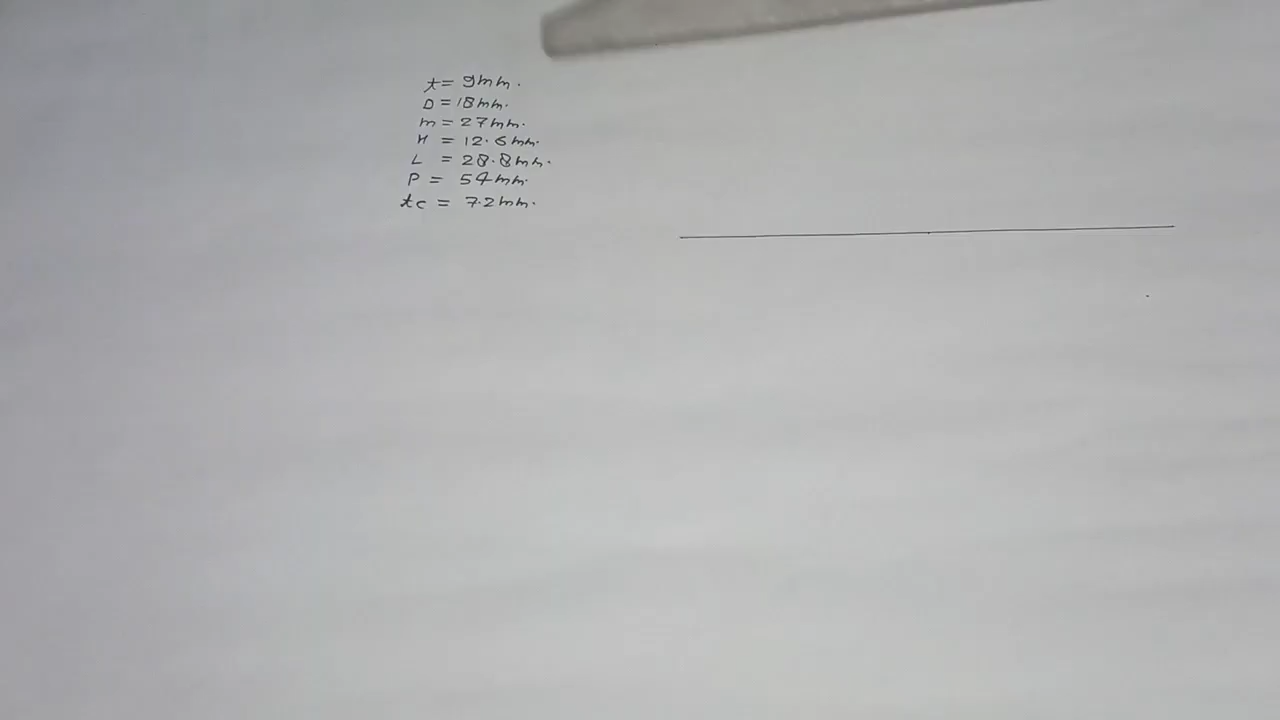 t = 9mm.
D = 18mm.
m = 27mm.
H = 12.6mm.
L = 28.8mm.
P = 54mm.
tc = 7.2mm.